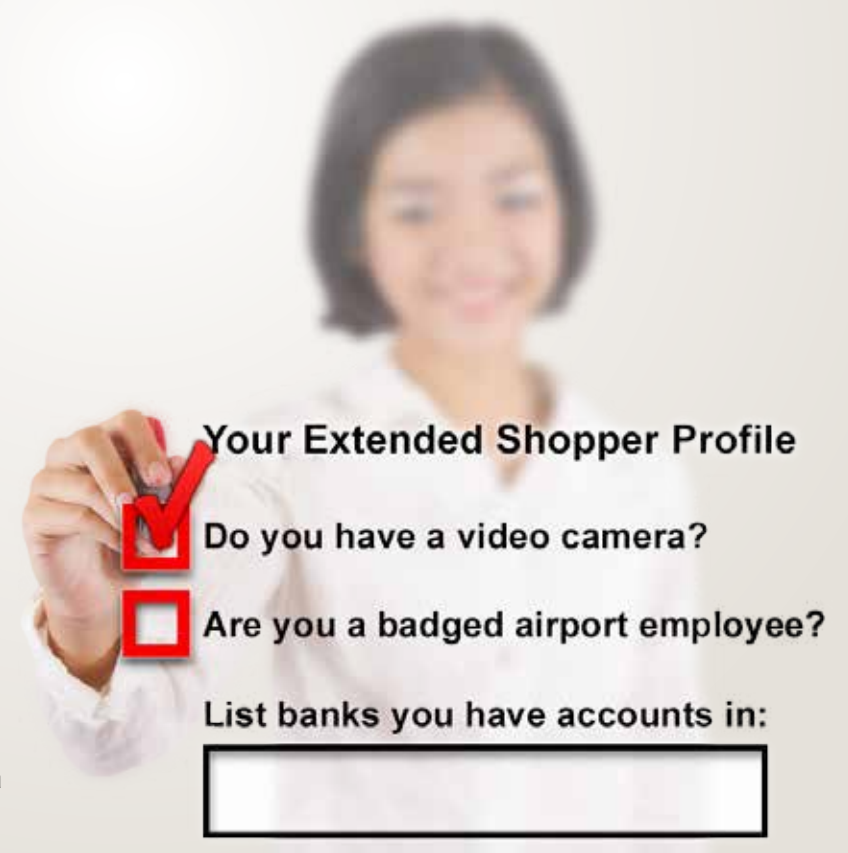 Your Extended Shopper Profile
Do you have a video camera?
Are you a badged airport employee?
List banks you have accounts in: